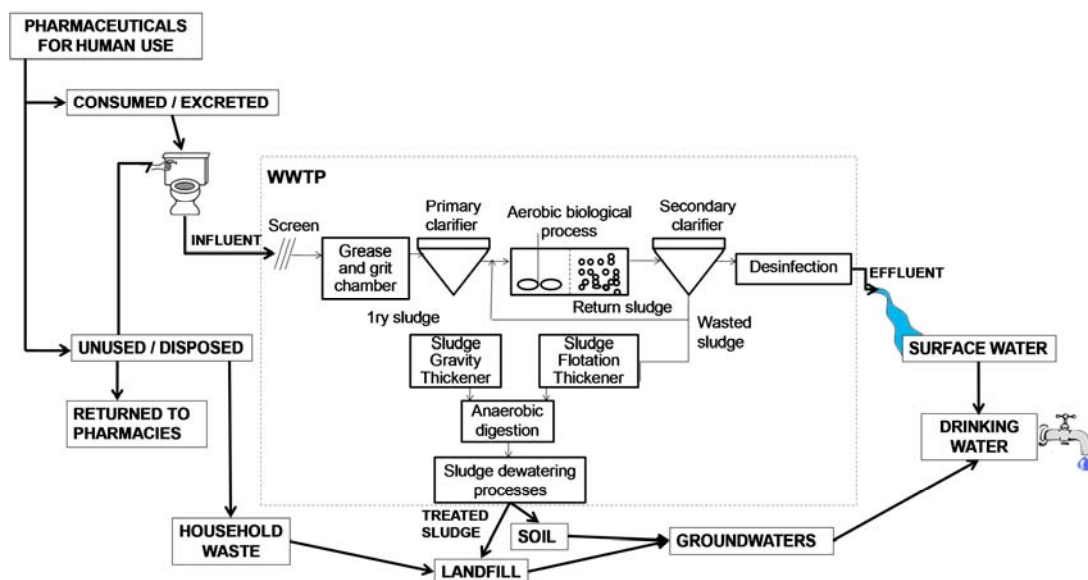 PHARMACEUTICALS
FOR HUMAN USE
CONSUMED / EXCRETED
WWTP
INFLUENT
Screen
Grease
and grit
chamber
Primary
clarifier
Aerobic biological
process
Secondary
clarifier
Desinfection
EFFLUENT
1ry sludge
Return sludge
Wasted
sludge
Sludge
Gravity
Thickener
Sludge
Flotation
Thickener
SURFACE WATER
UNUSED / DISPOSED
RETURNED TO
PHARMACIES
Anaerobic
digestion
DRINKING
WATER
Sludge dewatering
processes
TREATED
SLUDGE
SOIL
GROUNDWATERS
HOUSEHOLD
WASTE
LANDFILL